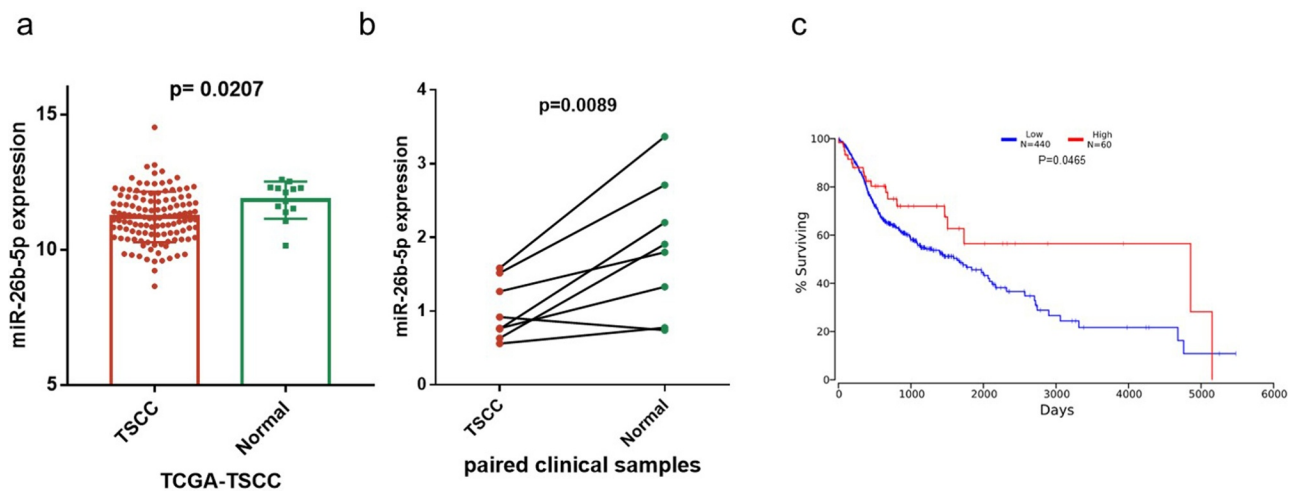 a
p= 0.0207
miR-26b-5p expression
15
10
5
TSCC
Normal
TCGA-TSCC
b
p=0.0089
miR-26b-5p expression
4
3
2
1
0
TSCC
Normal
paired clinical samples
c
Low
N=440
High
N=60
P=0.0465
% Surviving
100
80
60
40
20
0
0 1000 2000 3000 4000 5000 6000
Days